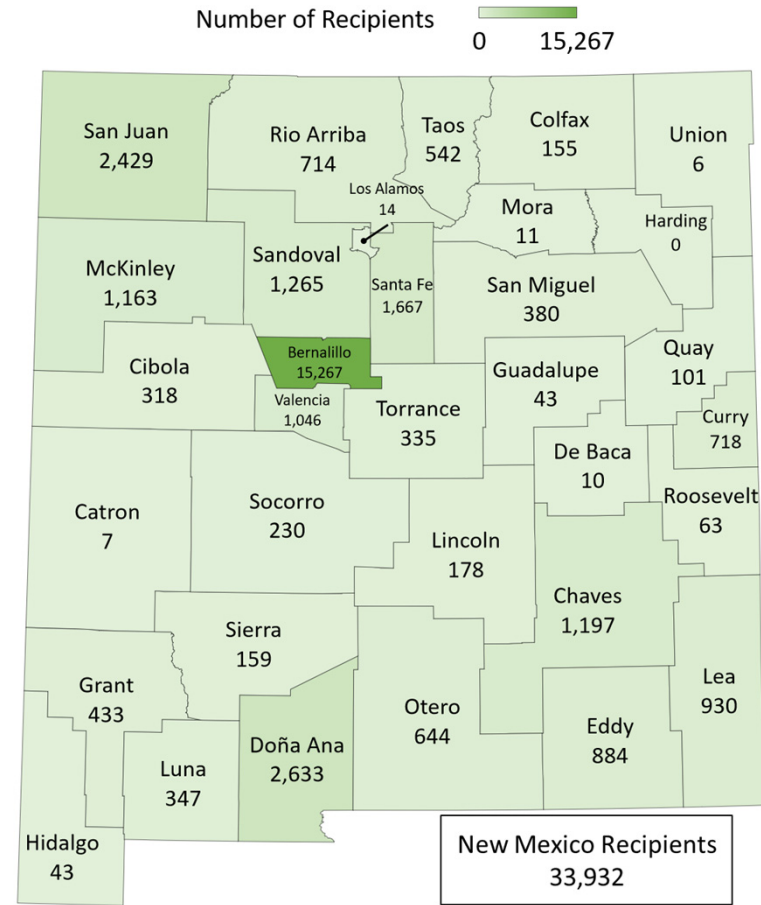 Number of Recipients
0 15,267
San Juan
2,429
Rio Arriba
714
Taos
542
Colfax
155
Union
6
Los Alamos
14
Mora
11
Harding
0
McKinley
1,163
Sandoval
1,265
Santa Fe
1,667
San Miguel
380
Cibola
318
Bernalillo
15,267
Valencia
1,046
Torrance
335
Guadalupe
43
Quay
101
Curry
718
De Baca
10
Roosevelt
63
Catron
7
Socorro
230
Lincoln
178
Chaves
1,197
Sierra
159
Grant
433
Luna
347
Doña Ana
2,633
Otero
644
Eddy
884
Lea
930
Hidalgo
43
New Mexico Recipients
33,932